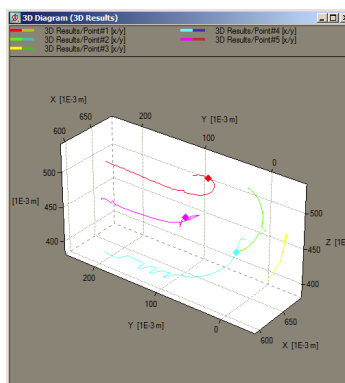 3D Diagram (3D Results)
3D Results/Point#1 [x/y]
3D Results/Point#4 [x/y]
3D Results/Point#2 [x/y]
3D Results/Point#5 [x/y]
3D Results/Point#3 [x/y]
X [1E-3 m]
200
Y [1E-3 m]
650
600
100
0
500
500
[1E-3 m]
450
450
Z [1E
400
400
200
100
Y [1E-3 m]
0
650
600
X [1E-3 m]